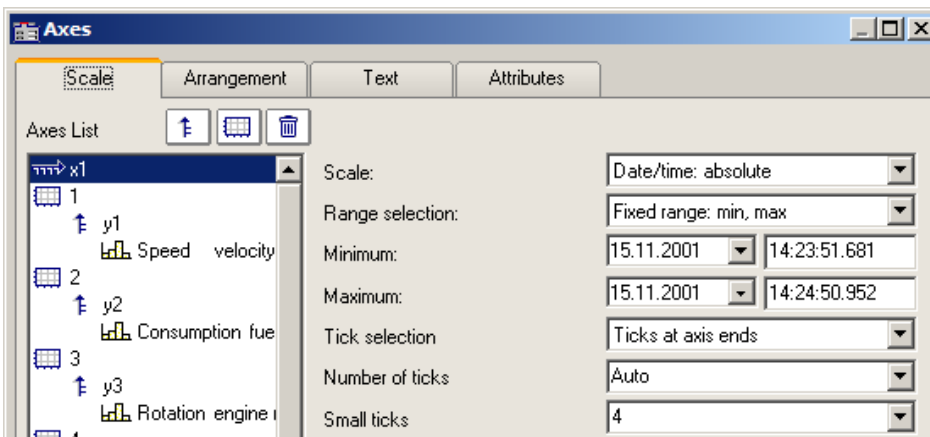 Axes
Scale Arrangement Text Attributes
Axes List
x1
1
y1
Speed velocity
2
y2
Consumption fue
3
y3
Rotation engine
Scale: Date/time: absolute
Range selection: Fixed range: min, max
Minimum: 15.11.2001 14:23:51.681
Maximum: 15.11.2001 14:24:50.952
Tick selection Ticks at axis ends
Number of ticks Auto
Small ticks 4